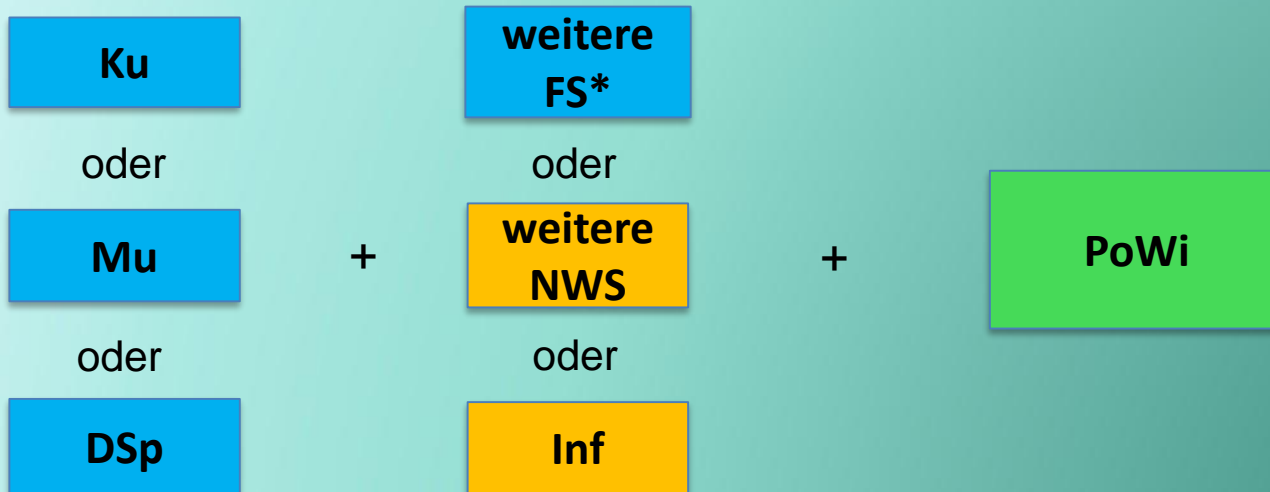 Ku
oder
Mu
oder
DSp
+
weitere
FS*
oder
weitere
NWS
oder
Inf
+
PoWi